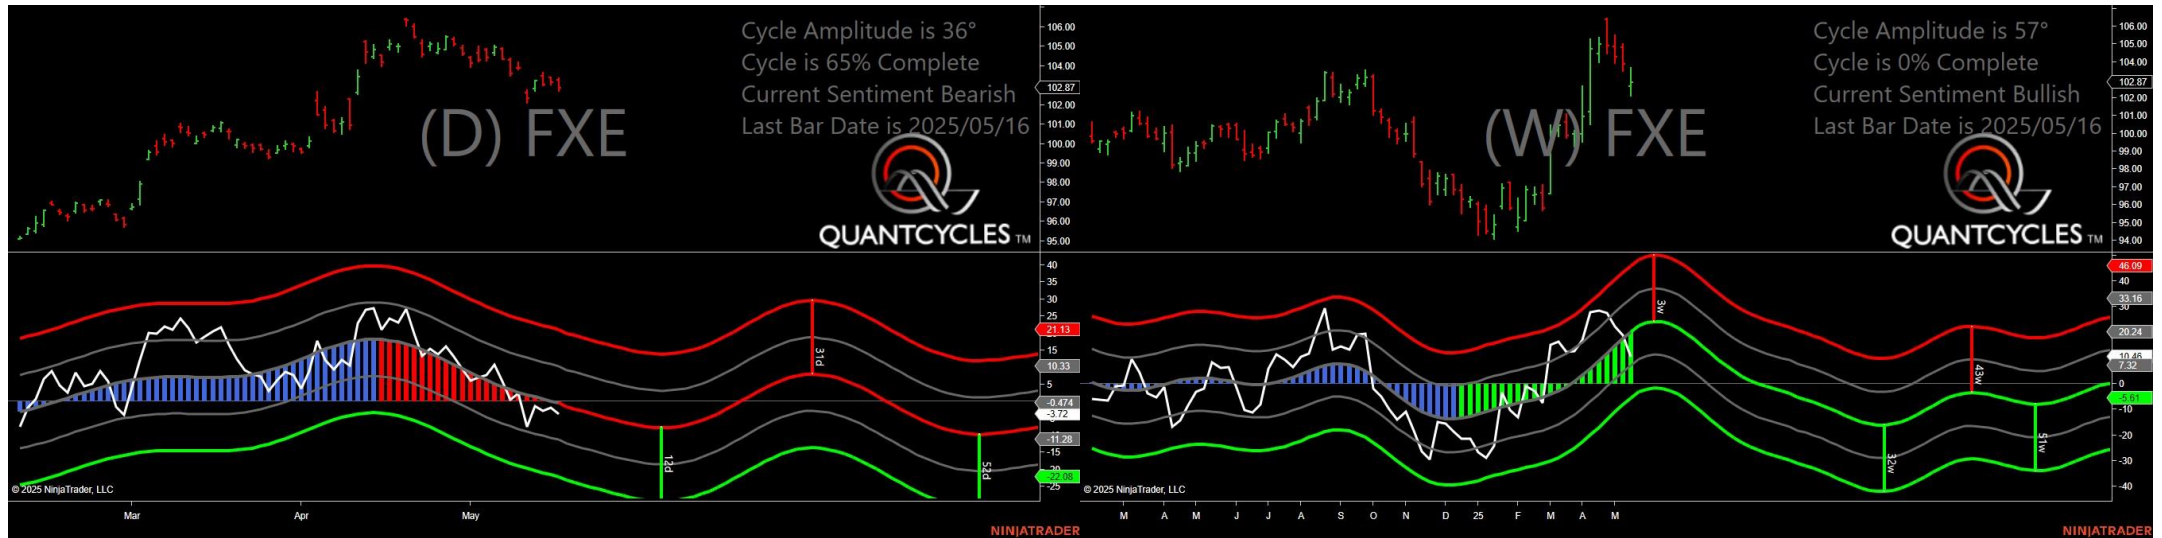 Cycle Amplitude is 36°
Cycle is 65% Complete
Current Sentiment Bearish
Last Bar Date is 2025/05/16
(D) FXE
QUANTCYCLES TM
106.00
105.00
104.00
102.87
102.00
101.00
100.00
99.00
98.00
97.00
96.00
95.00
40
35
30
25
21.13
15
10.33
5
-0.474
-3.72
-11.28
-15
-22.08
-25
31d
12d
52d
© 2025 NinjaTrader, LLC
Mar Apr May
NINJATRADER
Cycle Amplitude is 57°
Cycle is 0% Complete
Current Sentiment Bullish
Last Bar Date is 2025/05/16
(W) FXE
QUANTCYCLES TM
106.00
105.00
104.00
102.87
102.00
101.00
100.00
99.00
98.00
97.00
96.00
95.00
94.00
46.09
40
33.16
30
20.24
10.46
7.32
0
-5.61
-10
-20
-30
-40
3w
43w
32w
51w
© 2025 NinjaTrader, LLC
M A M J J A S O N D 25 F M A M
NINJATRADER